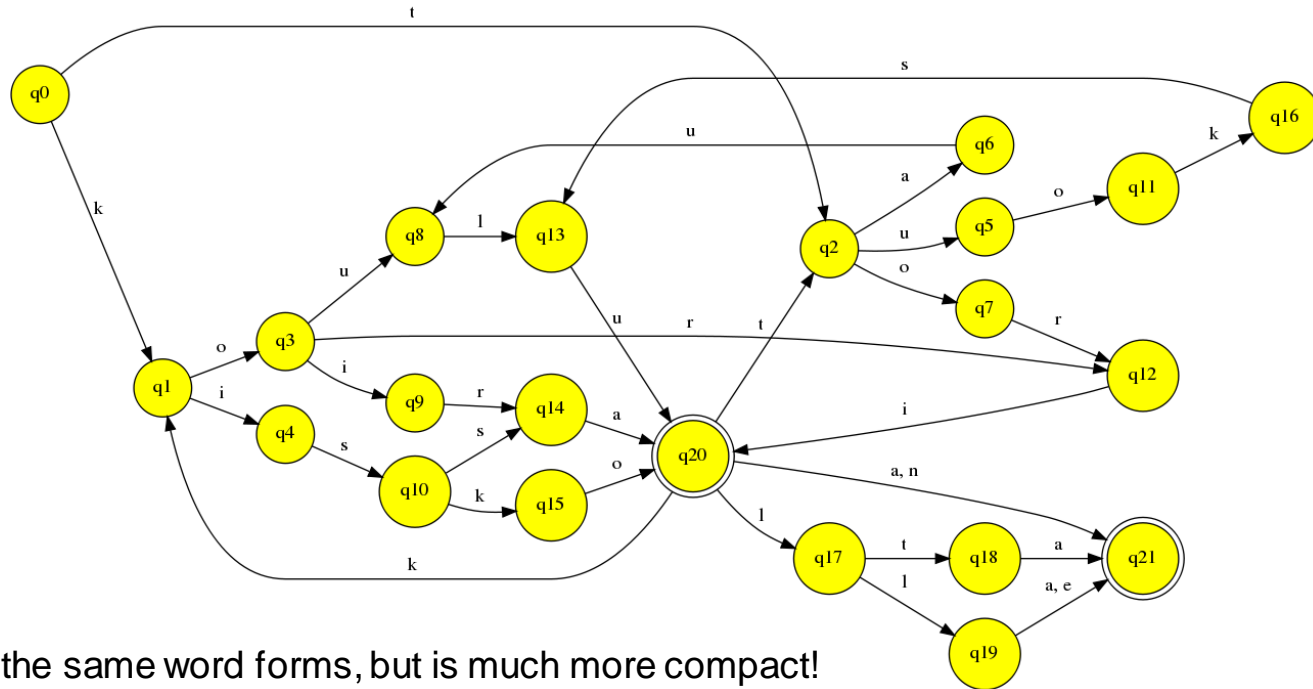 t
s
q0
q16
u
q6
k
a
q11
o
k
q8
l
q13
q2
u
q5
u
o
q7
u
r
t
r
o
q3
q12
q1
i
i
q9
r
q14
a
i
q4
s
s
q20
q10
k
q15
o
a, n
l
k
q17
t
q18
a
q21
l
a, e
q19
the same word forms, but is much more compact!